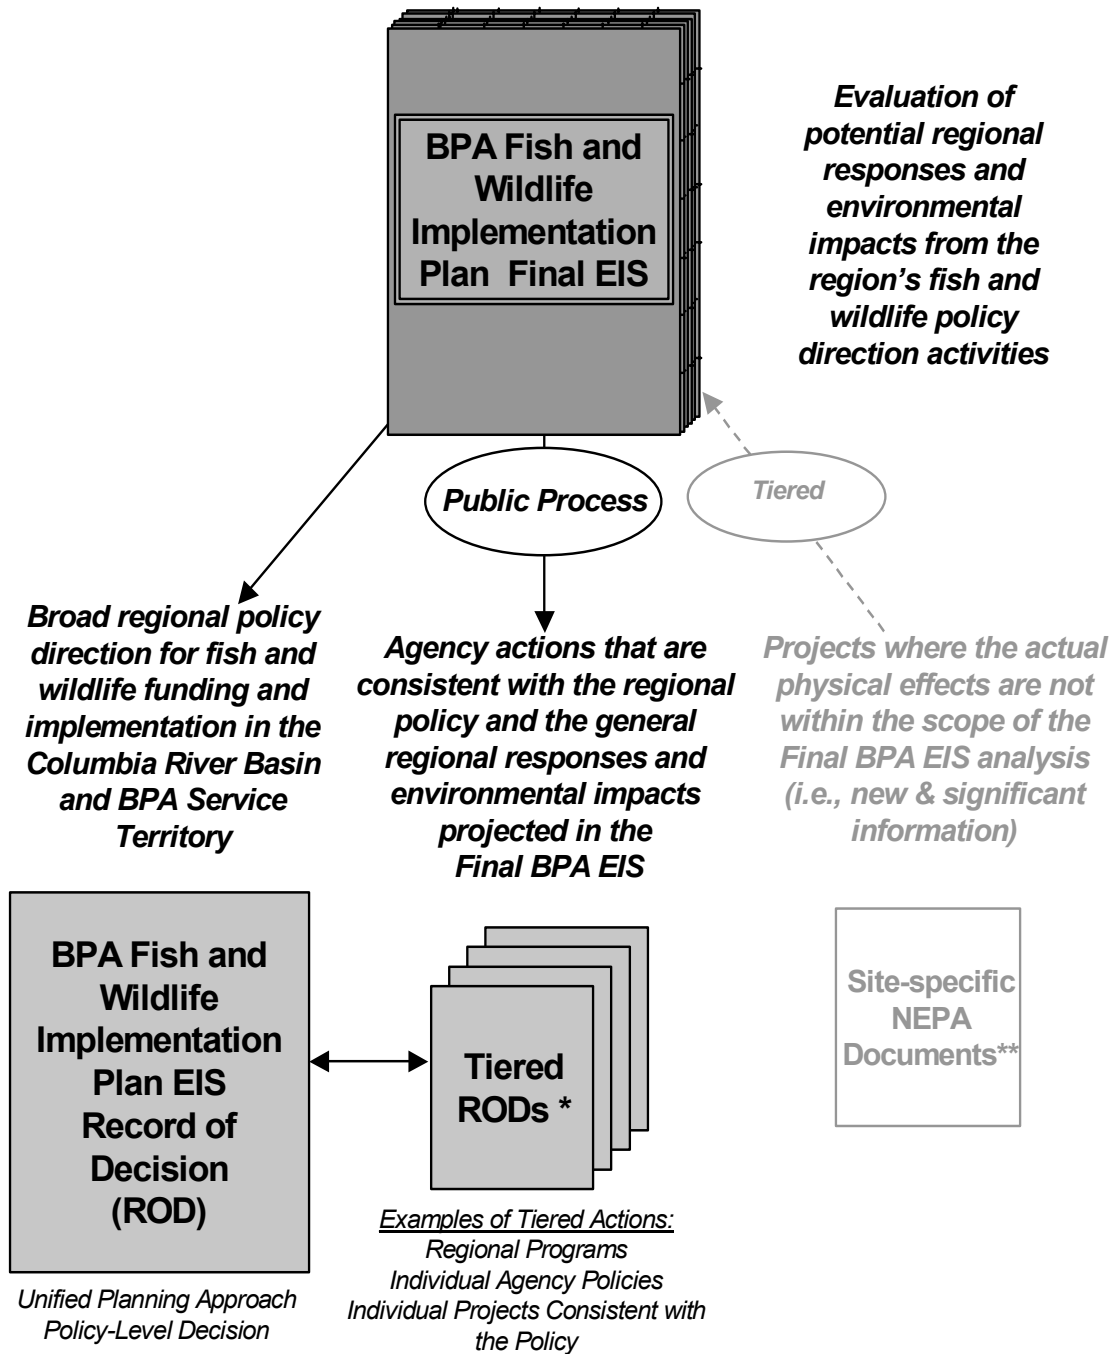 BPA Fish and
Wildlife
Implementation
Plan Final EIS
Evaluation of
potential regional
responses and
environmental
impacts from the
region's fish and
wildlife policy
direction activities
Public Process
Tiered
Broad regional policy
direction for fish and
wildlife funding and
implementation in the
Columbia River Basin
and BPA Service
Territory
Agency actions that are
consistent with the regional
policy and the general
regional responses and
environmental impacts
projected in the
Final BPA EIS
Projects where the actual
physical effects are not
within the scope of the
Final BPA EIS analysis
(i.e., new & significant
information)
BPA Fish and
Wildlife
Implementation
Plan EIS
Record of
Decision
(ROD)
Tiered
RODs *
Site-specific
NEPA
Documents**
Unified Planning Approach
Policy-Level Decision
Examples of Tiered Actions:
Regional Programs
Individual Agency Policies
Individual Projects Consistent with
the Policy